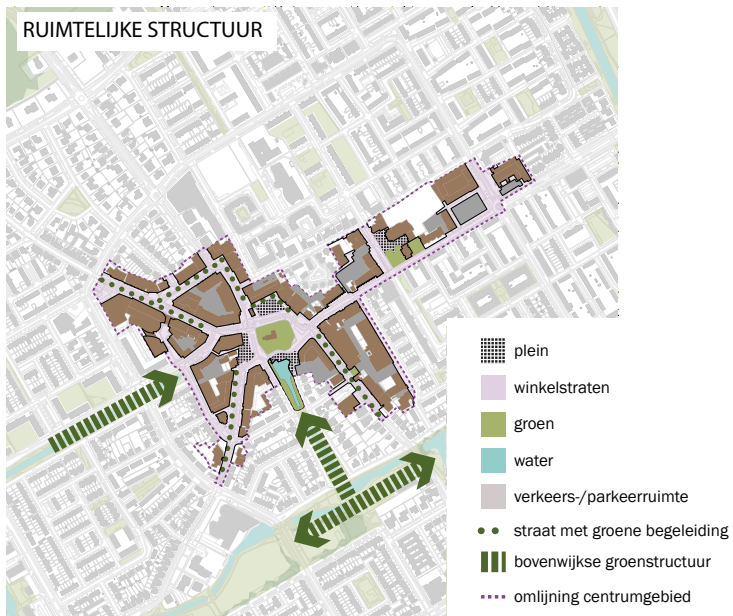 RUIMTELIJKE STRUCTUUR
plein
winkelstraten
groen
water
verkeers-/parkeerruimte
straat met groene begeleiding
bovenwijkse groenstructuur
omlijning centrumgebied